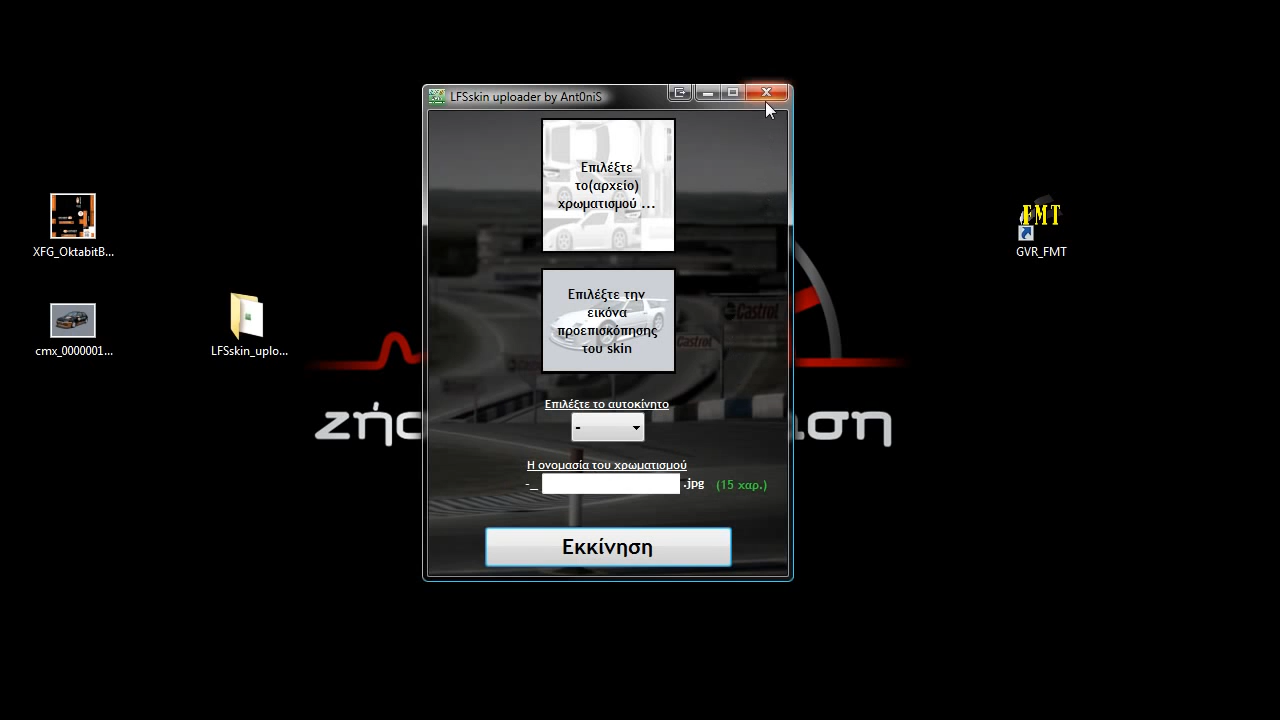 LFSskin uploader by Ant0niS
Επιλέξτε
το(αρχείο)
χρωματισμού ...
XFG_OktabitB...
FMT
GVR_FMT
Επιλέξτε την
εικόνα
προεπισκόπησης
του skin
Castrol
Castrol
cmx_0000001...
LFSskin_uplo...
Επιλέξτε το αυτοκίνητο
-
Η ονομασία του χρωματισμού
-_ .jpg (15 χαρ.)
Εκκίνηση